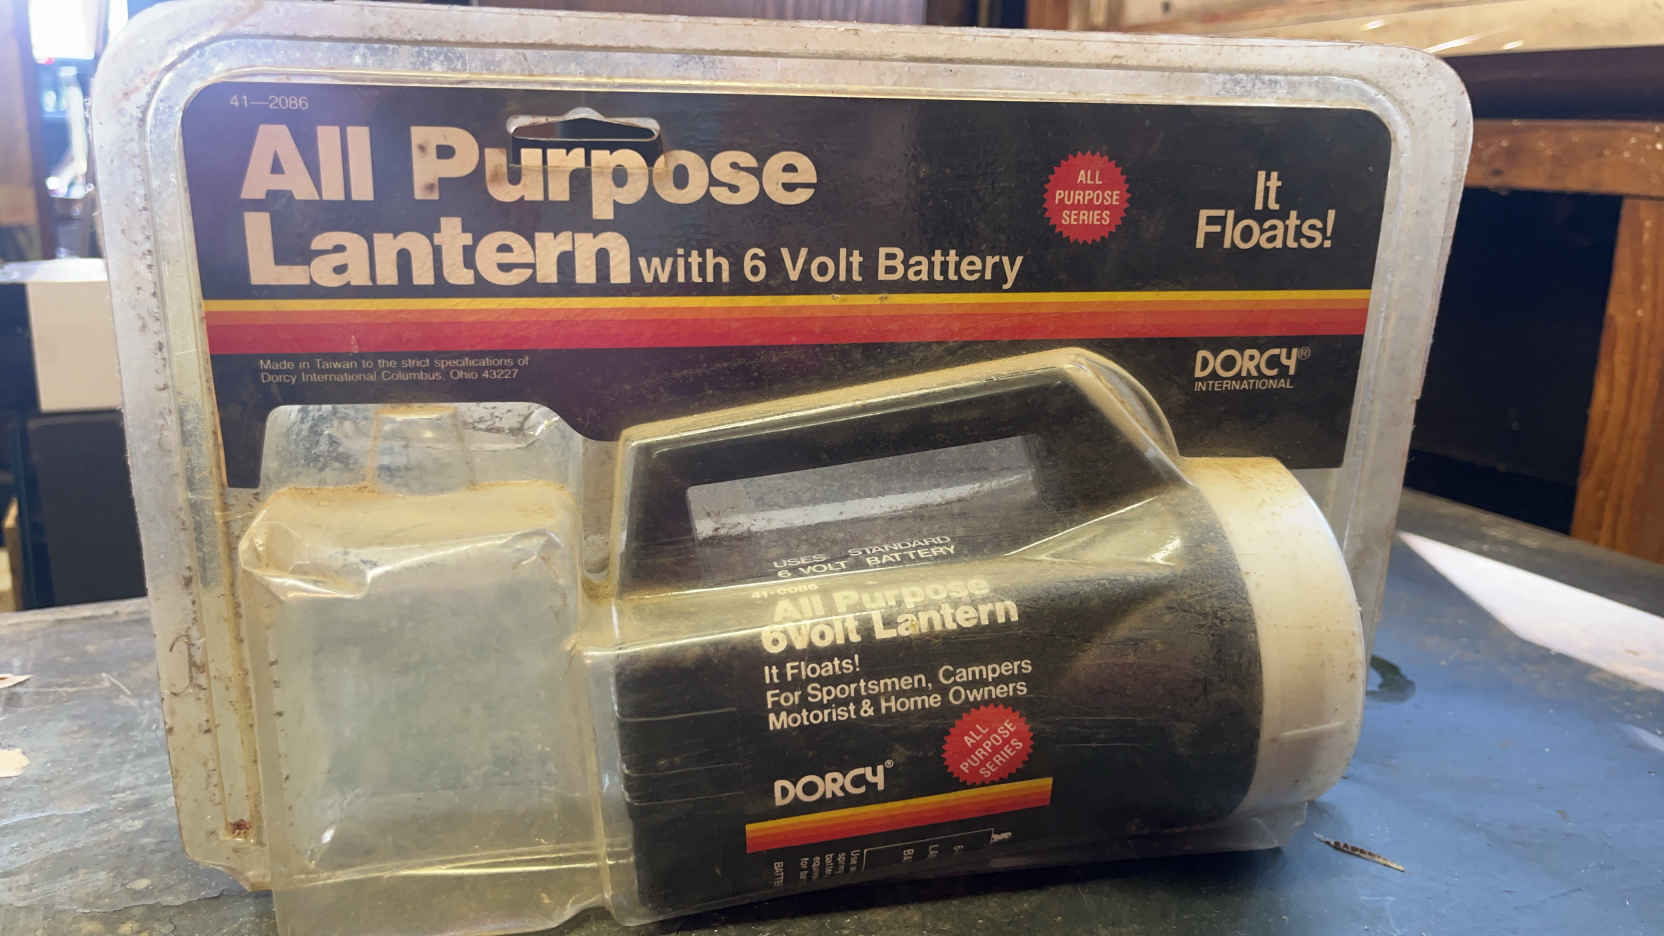 41—2086
All Purpose
Lantern with 6 Volt Battery
ALL
PURPOSE
SERIES
It
Floats!
Made in Taiwan to the strict specifications of
Dorcy International Columbus, Ohio 43227
DORCY®
INTERNATIONAL
USES STANDARD
6 VOLT BATTERY
All Purpose
6Volt Lantern
It Floats!
For Sportsmen, Campers
Motorist & Home Owners
ALL
PURPOSE
SERIES
DORCY®